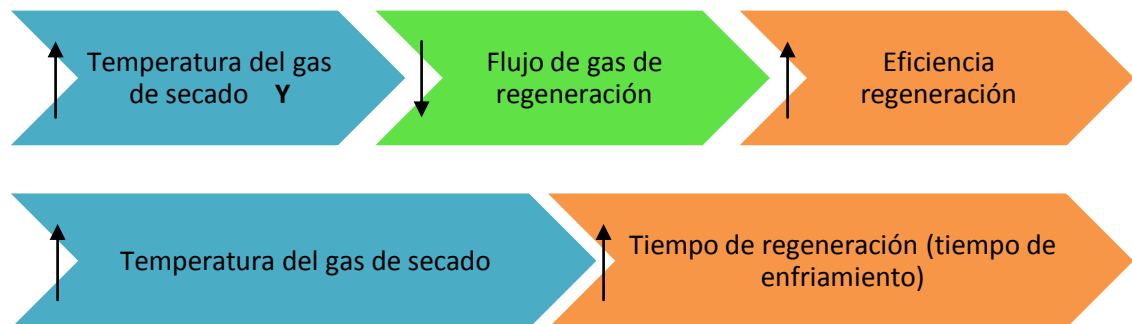 Temperatura del gas
de secado Y
Flujo de gas de
regeneración
Eficiencia
regeneración
Temperatura del gas de secado
Tiempo de regeneración (tiempo de
enfriamiento)